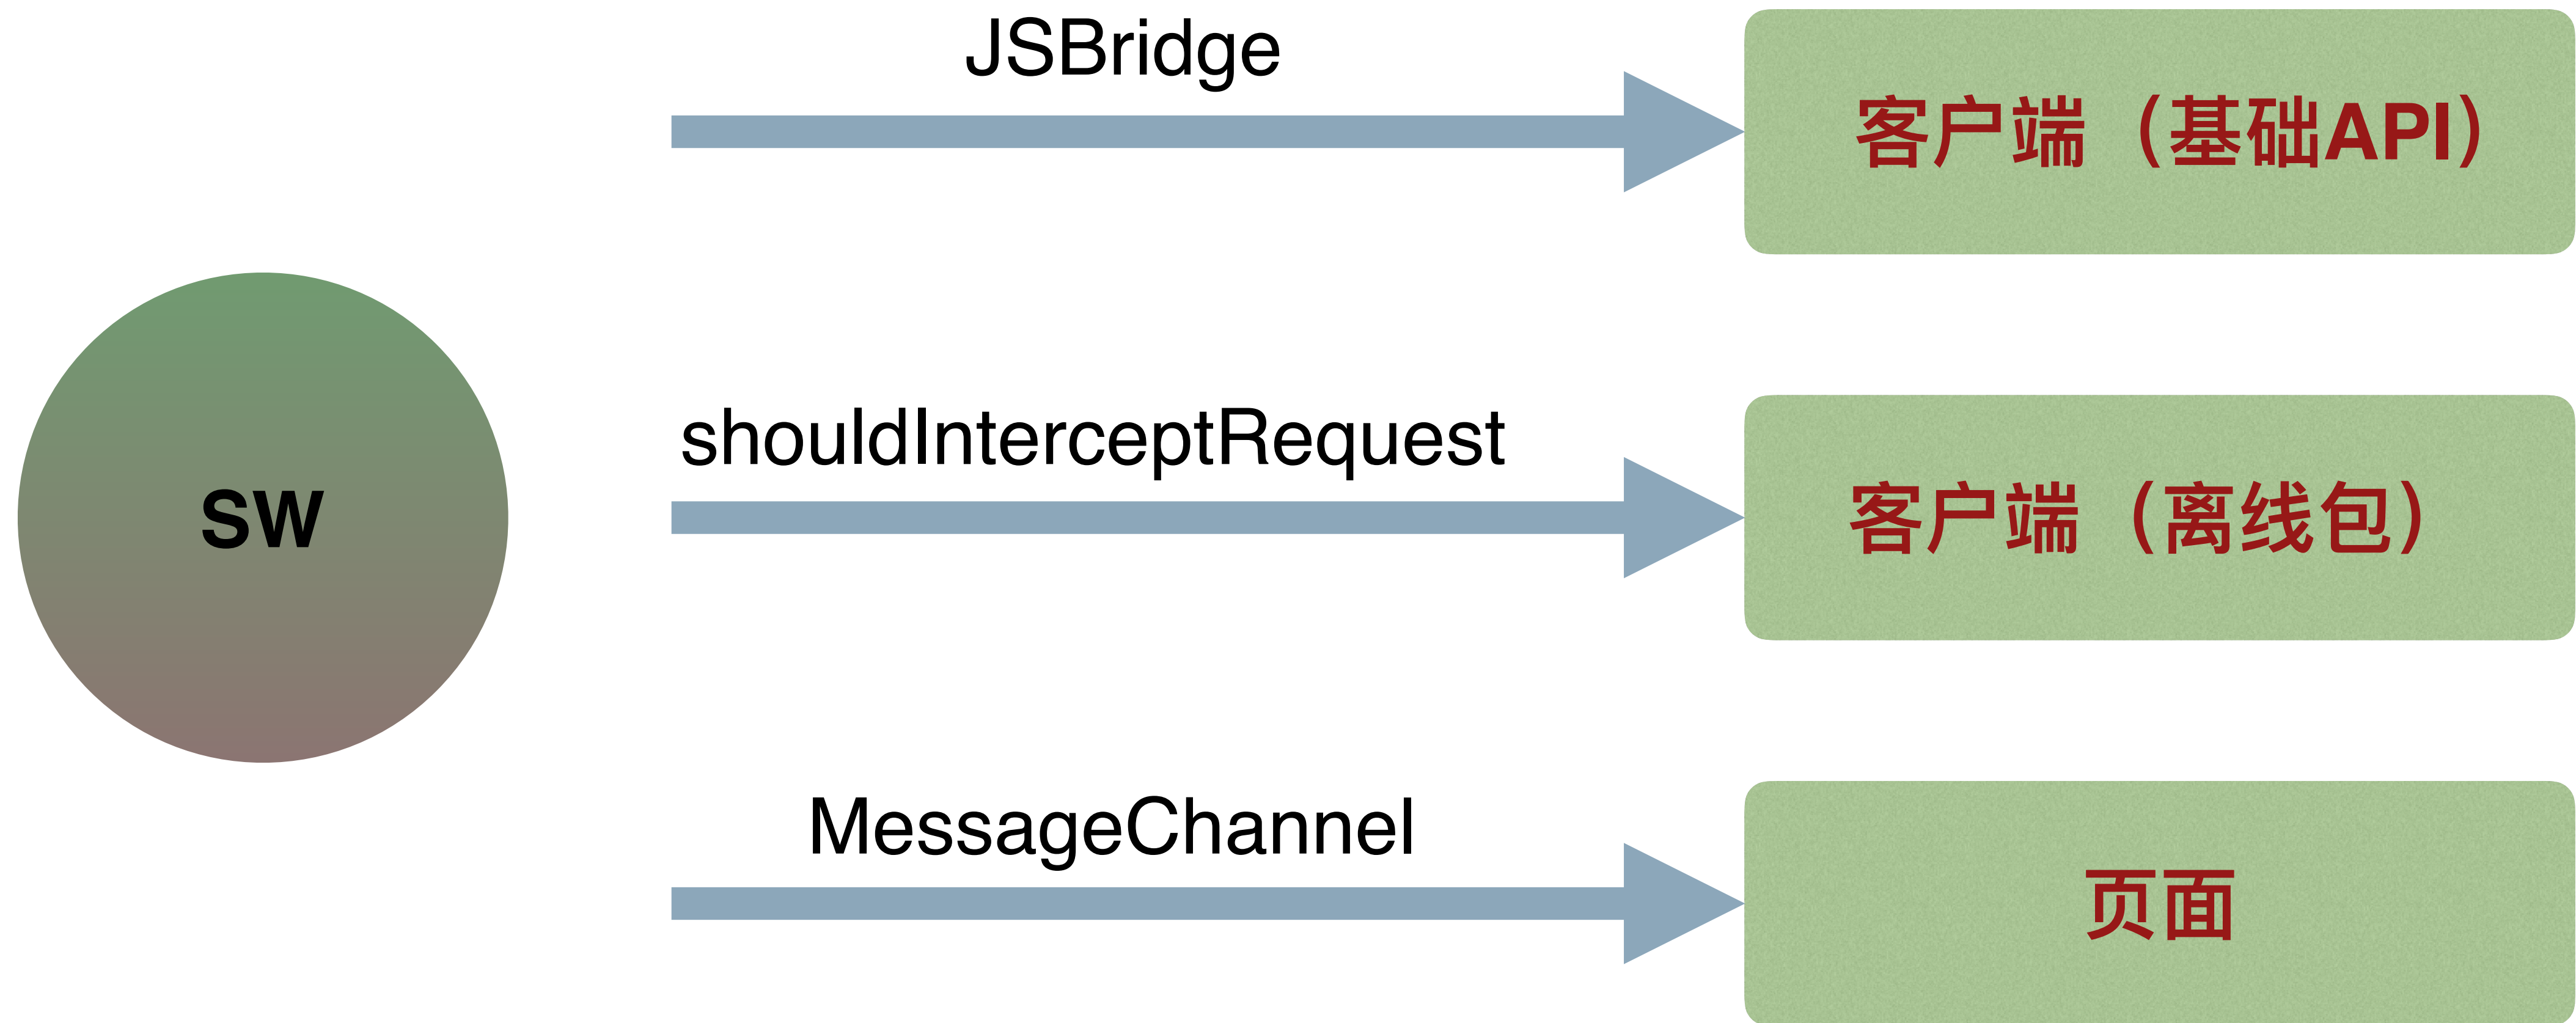 JSBridge
客户端（基础API）
SW
shouldInterceptRequest
客户端（离线包）
MessageChannel
页面